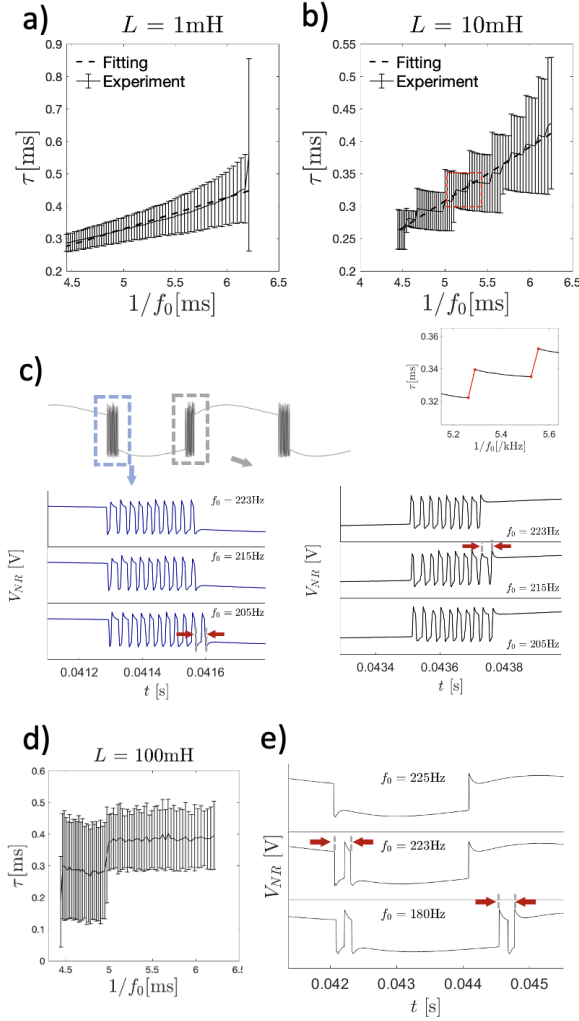 a)
L = 1mH
b)
L = 10mH
τ [ms]
0.9
0.8
0.7
0.6
0.5
0.4
0.3
0.2
Fitting
Experiment
4.5
5
5.5
6
6.5
1/f₀[ms]
τ [ms]
0.55
0.5
0.45
0.4
0.35
0.3
0.25
0.2
Fitting
Experiment
4
4.5
5
5.5
6
6.5
1/f₀[ms]
c)
τ [ms]
0.36
0.34
0.32
5.2
5.4
5.6
1/f₀[/kHz]
V_NR [V]
f₀ = 223Hz
f₀ = 215Hz
f₀ = 205Hz
0.0412
0.0414
0.0416
t [s]
V_NR [V]
f₀ = 223Hz
f₀ = 215Hz
f₀ = 205Hz
0.0434
0.0436
0.0438
t [s]
d)
L = 100mH
τ [ms]
0.6
0.5
0.4
0.3
0.2
0.1
0
4.5
5
5.5
6
6.5
1/f₀[ms]
e)
V_NR [V]
f₀ = 225Hz
f₀ = 223Hz
f₀ = 180Hz
0.042
0.043
0.044
0.045
t [s]